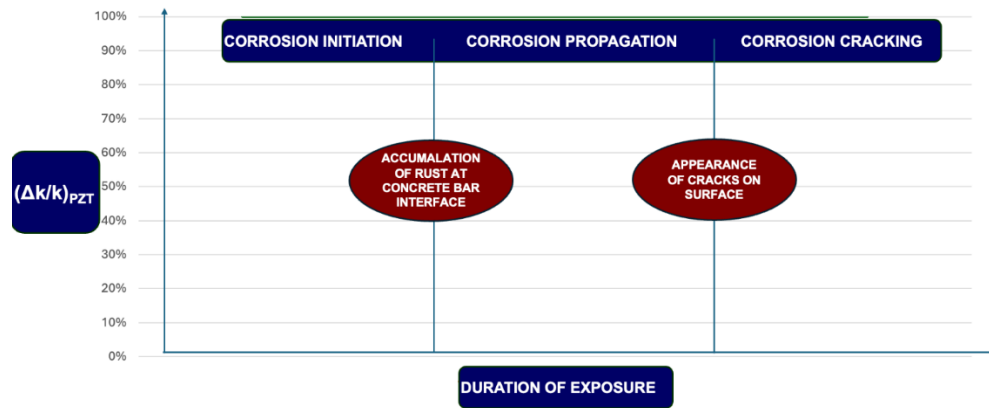 100%
CORROSION INITIATION
CORROSION PROPAGATION
CORROSION CRACKING
90%
80%
70%
60%
ACCUMALATION
OF RUST AT
CONCRETE BAR
INTERFACE
APPEARANCE
OF CRACKS ON
SURFACE
(Δk/k)PZT
50%
40%
30%
20%
10%
0%
DURATION OF EXPOSURE